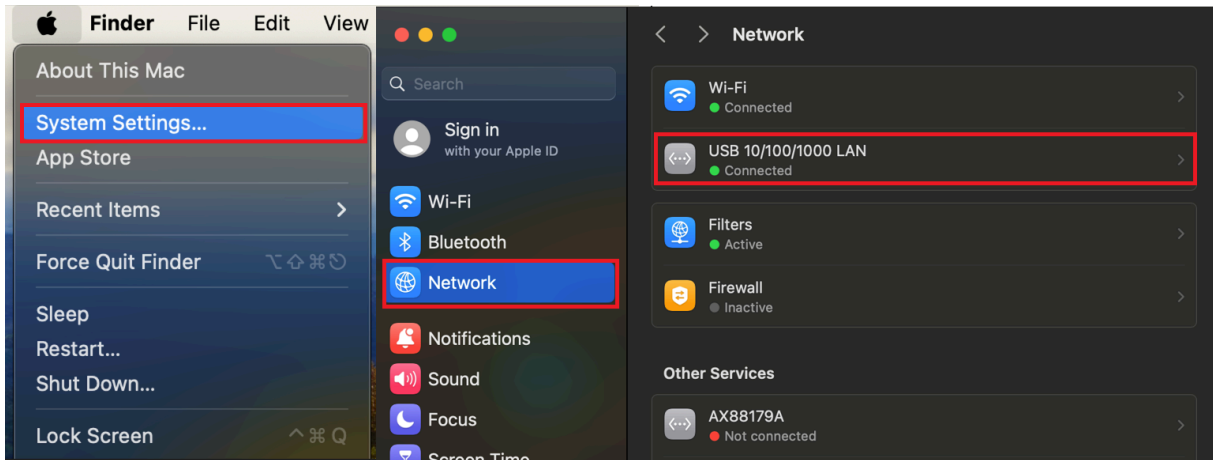 Finder File Edit View
About This Mac
System Settings...
App Store
Recent Items
Force Quit Finder ⌥⇧⌘⎋
Sleep
Restart...
Shut Down...
Lock Screen ^⌘Q
Search
Sign in
with your Apple ID
Wi-Fi
Bluetooth
Network
Notifications
Sound
Focus
Screen Time
Network
Wi-Fi
Connected
USB 10/100/1000 LAN
Connected
Filters
Active
Firewall
Inactive
Other Services
AX88179A
Not connected